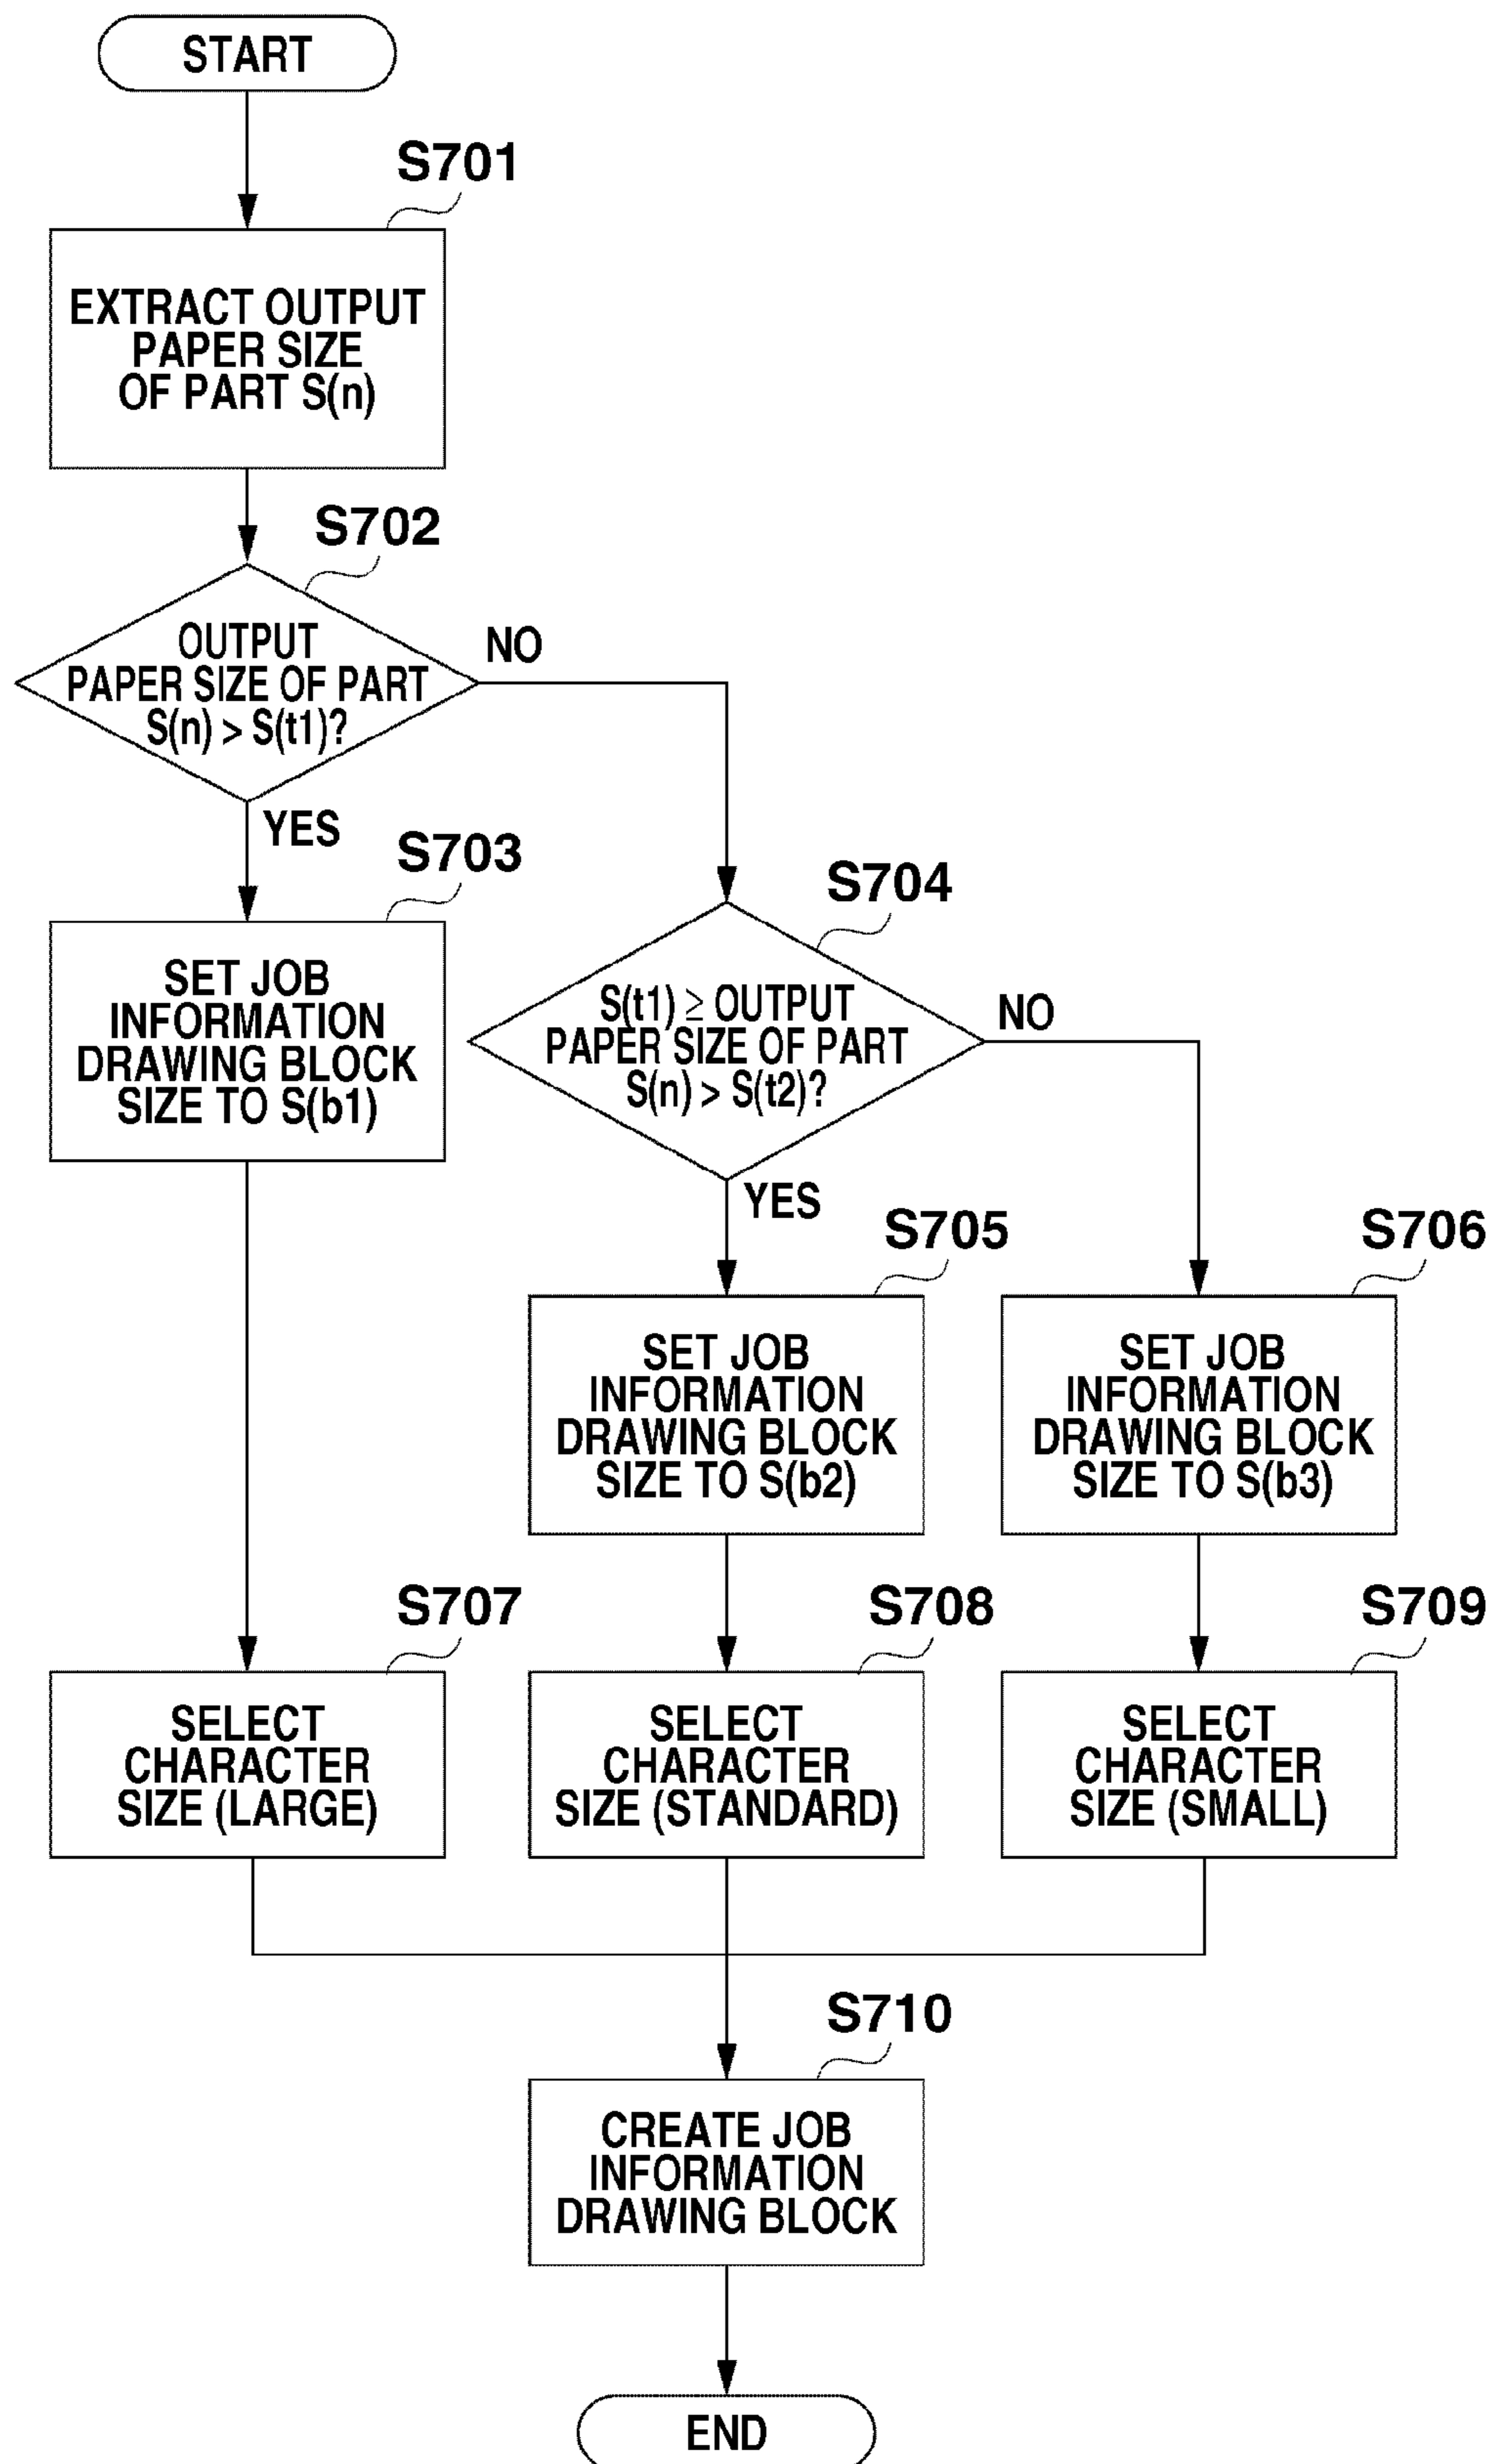 START
S701
EXTRACT OUTPUT
PAPER SIZE
OF PART S(n)
S702
OUTPUT
PAPER SIZE OF PART
S(n) > S(t1)?
NO
YES
S703
SET JOB
INFORMATION
DRAWING BLOCK
SIZE TO S(b1)
S704
S(t1) ≥ OUTPUT
PAPER SIZE OF PART
S(n) > S(t2)?
NO
YES
S705
SET JOB
INFORMATION
DRAWING BLOCK
SIZE TO S(b2)
S706
SET JOB
INFORMATION
DRAWING BLOCK
SIZE TO S(b3)
S707
SELECT
CHARACTER
SIZE (LARGE)
S708
SELECT
CHARACTER
SIZE (STANDARD)
S709
SELECT
CHARACTER
SIZE (SMALL)
S710
CREATE JOB
INFORMATION
DRAWING BLOCK
END